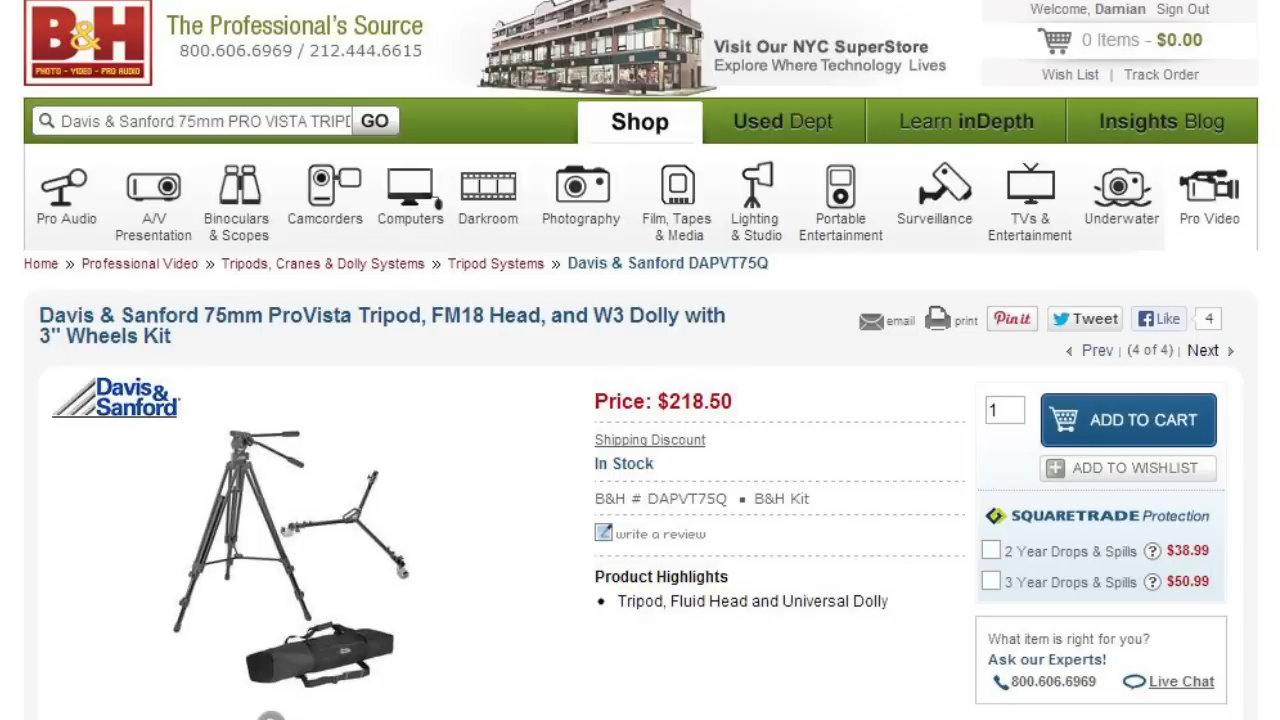 B&H
PHOTO - VIDEO - PRO AUDIO
The Professional's Source
800.606.6969 / 212.444.6615
Visit Our NYC SuperStore
Explore Where Technology Lives
Welcome, Damian Sign Out
0 Items - $0.00
Wish List | Track Order
Davis & Sanford 75mm PRO VISTA TRIPD
GO
Shop
Used Dept
Learn inDepth
Insights Blog
Pro Audio
A/V
Presentation
Binoculars
& Scopes
Camcorders
Computers
Darkroom
Photography
Film, Tapes
& Media
Lighting
& Studio
Portable
Entertainment
Surveillance
TVs &
Entertainment
Underwater
Pro Video
Home » Professional Video » Tripods, Cranes & Dolly Systems » Tripod Systems » Davis & Sanford DAPVT75Q
Davis & Sanford 75mm ProVista Tripod, FM18 Head, and W3 Dolly with
3" Wheels Kit
email
print
Pin it
Tweet
Like
4
Prev | (4 of 4) | Next
Davis&
Sanford
Price: $218.50
Shipping Discount
In Stock
B&H # DAPVT75Q ▪ B&H Kit
write a review
Product Highlights
• Tripod, Fluid Head and Universal Dolly
1
ADD TO CART
ADD TO WISHLIST
SQUARETRADE Protection
2 Year Drops & Spills ? $38.99
3 Year Drops & Spills ? $50.99
What item is right for you?
Ask our Experts!
800.606.6969
Live Chat